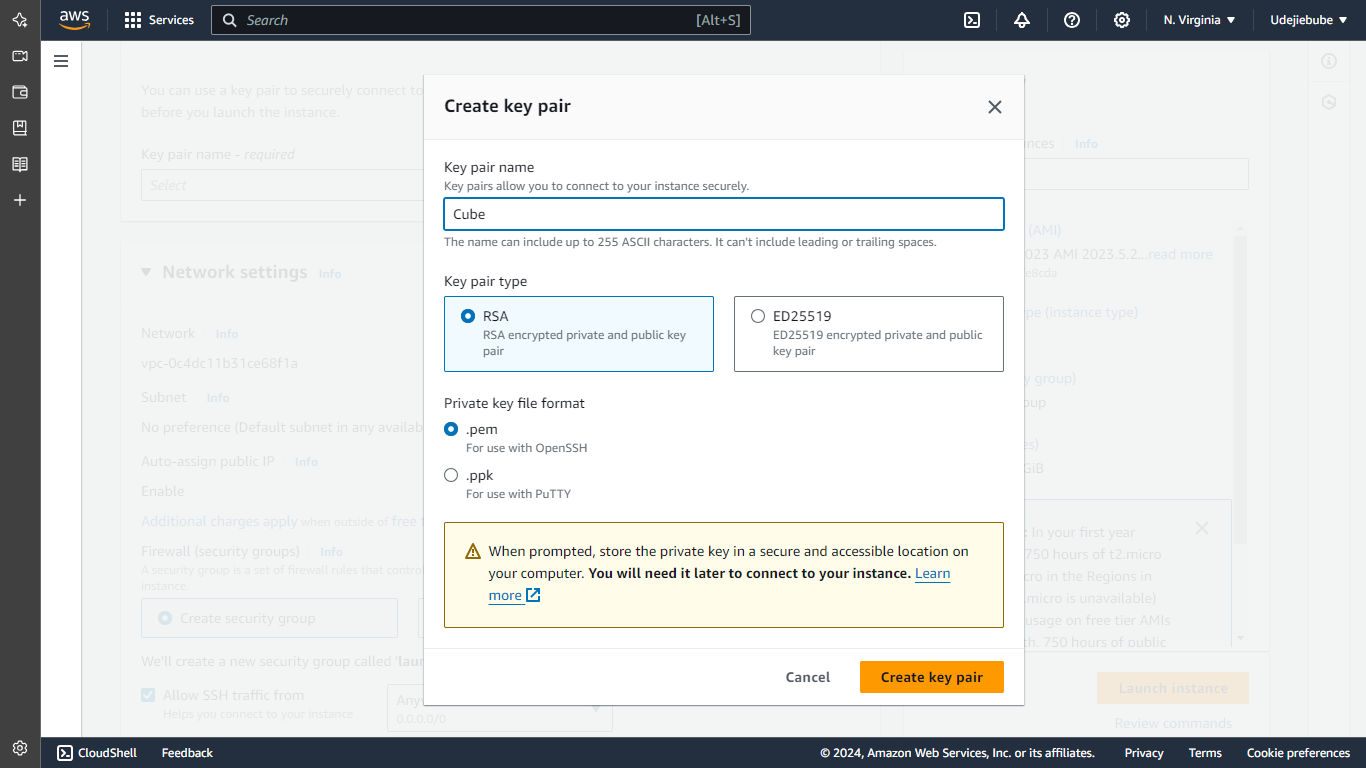 aws
Services
Search
[Alt+S]
N. Virginia
Udejiebube
You can use a key pair to securely connect to
before you launch the instance.
Key pair name - required
Select
Network settings Info
Network Info
vpc-0c4dc11b31ce68f1a
Subnet Info
No preference (Default subnet in any availab
Auto-assign public IP Info
Enable
Additional charges apply when outside of free
Firewall (security groups) Info
A security group is a set of firewall rules that contro
instance.
Create security group
We'll create a new security group called 'laun
Allow SSH traffic from
Helps you connect to your instance
Any
0.0.0.0/0
Create key pair
Key pair name
Key pairs allow you to connect to your instance securely.
Cube
The name can include up to 255 ASCII characters. It can't include leading or trailing spaces.
Key pair type
RSA
RSA encrypted private and public key
pair
ED25519
ED25519 encrypted private and public
key pair
Private key file format
.pem
For use with OpenSSH
.ppk
For use with PuTTY
When prompted, store the private key in a secure and accessible location on
your computer. You will need it later to connect to your instance. Learn
more
Cancel
Create key pair
nces Info
(AMI)
023 AMI 2023.5.2...read more
e8cda
ype (instance type)
y group)
oup
es)
GiB
: In your first year
750 hours of t2.micro
cro in the Regions in
.micro is unavailable)
usage on free tier AMIs
th, 750 hours of public
Launch instance
Review commands
CloudShell
Feedback
© 2024, Amazon Web Services, Inc. or its affiliates.
Privacy
Terms
Cookie preferences